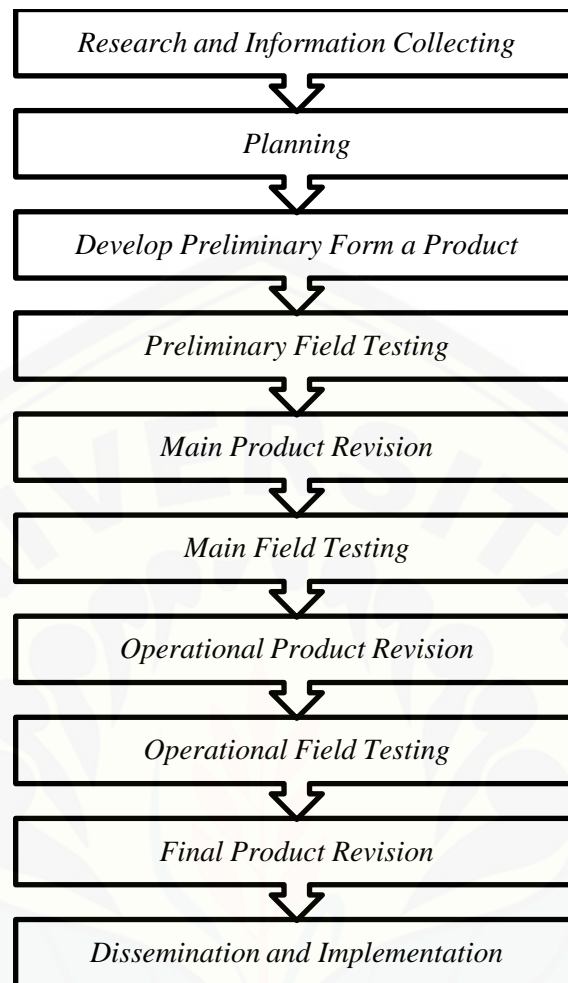 Research and Information Collecting
Planning
Develop Preliminary Form a Product
Preliminary Field Testing
Main Product Revision
Main Field Testing
Operational Product Revision
Operational Field Testing
Final Product Revision
Dissemination and Implementation